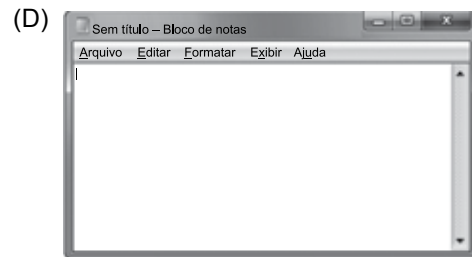 (D)
Sem título – Bloco de notas
Arquivo Editar Formatar Exibir Ajuda